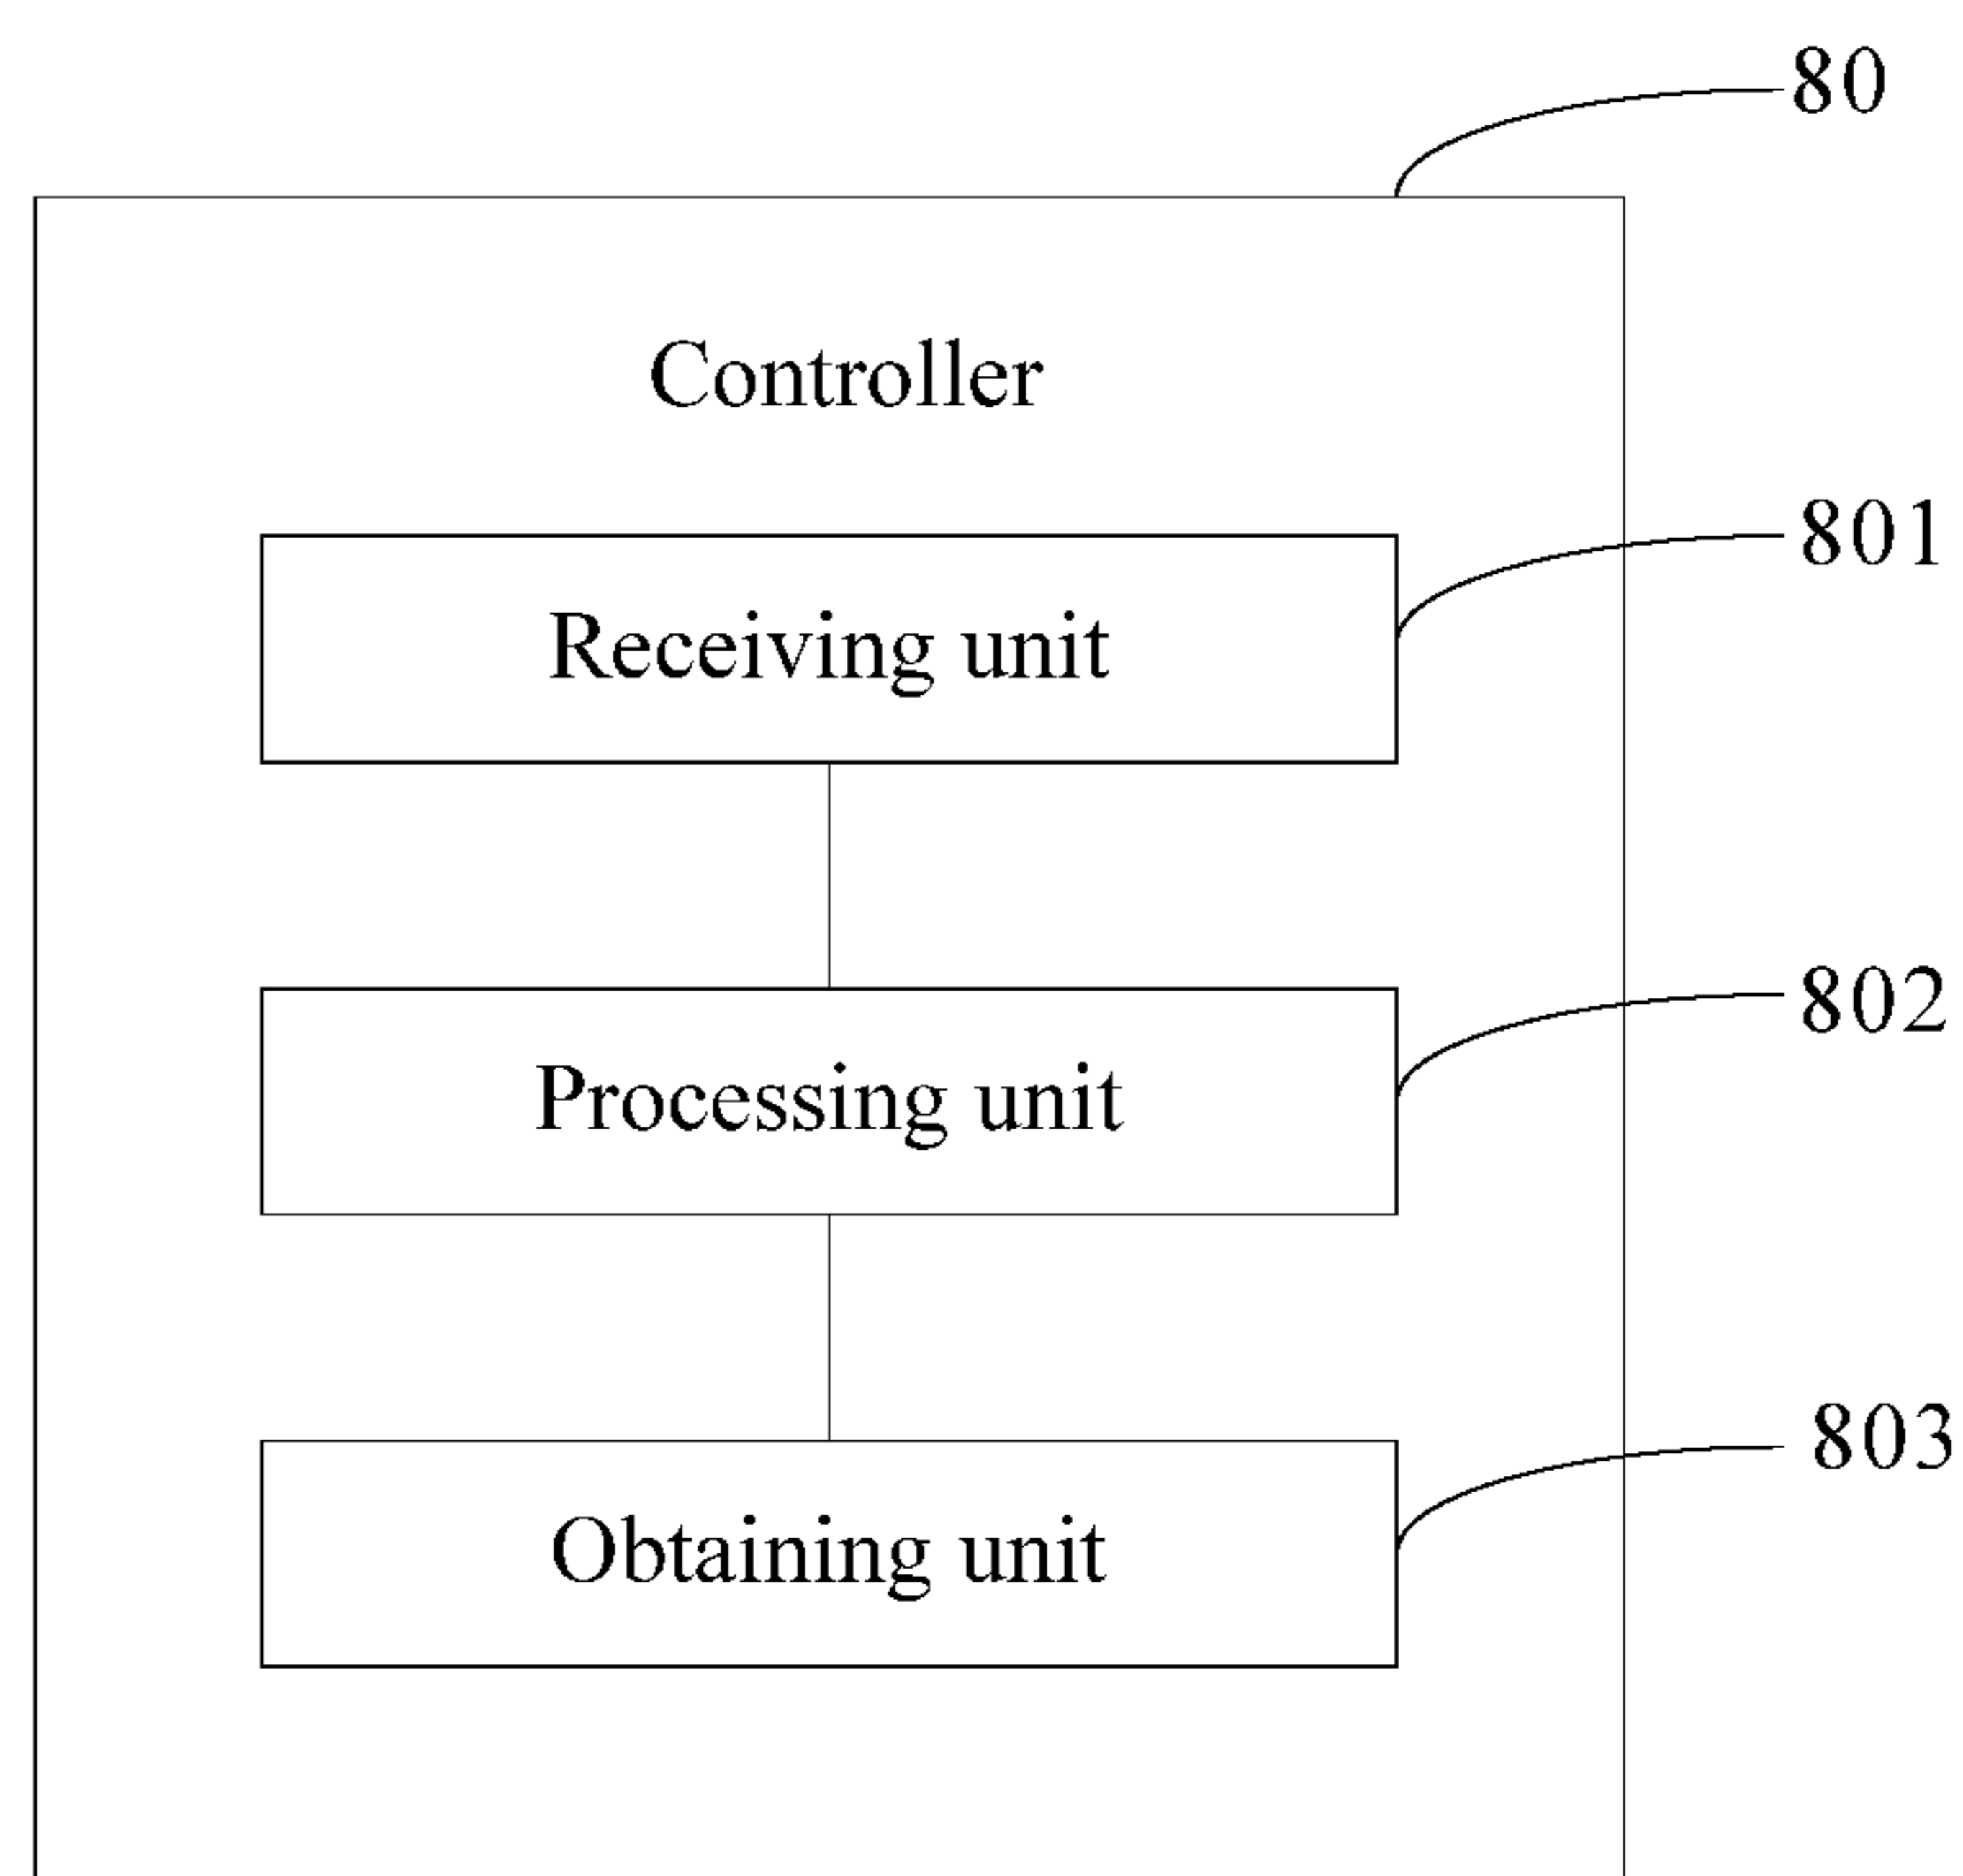 80
Controller
801
Receiving unit
802
Processing unit
803
Obtaining unit